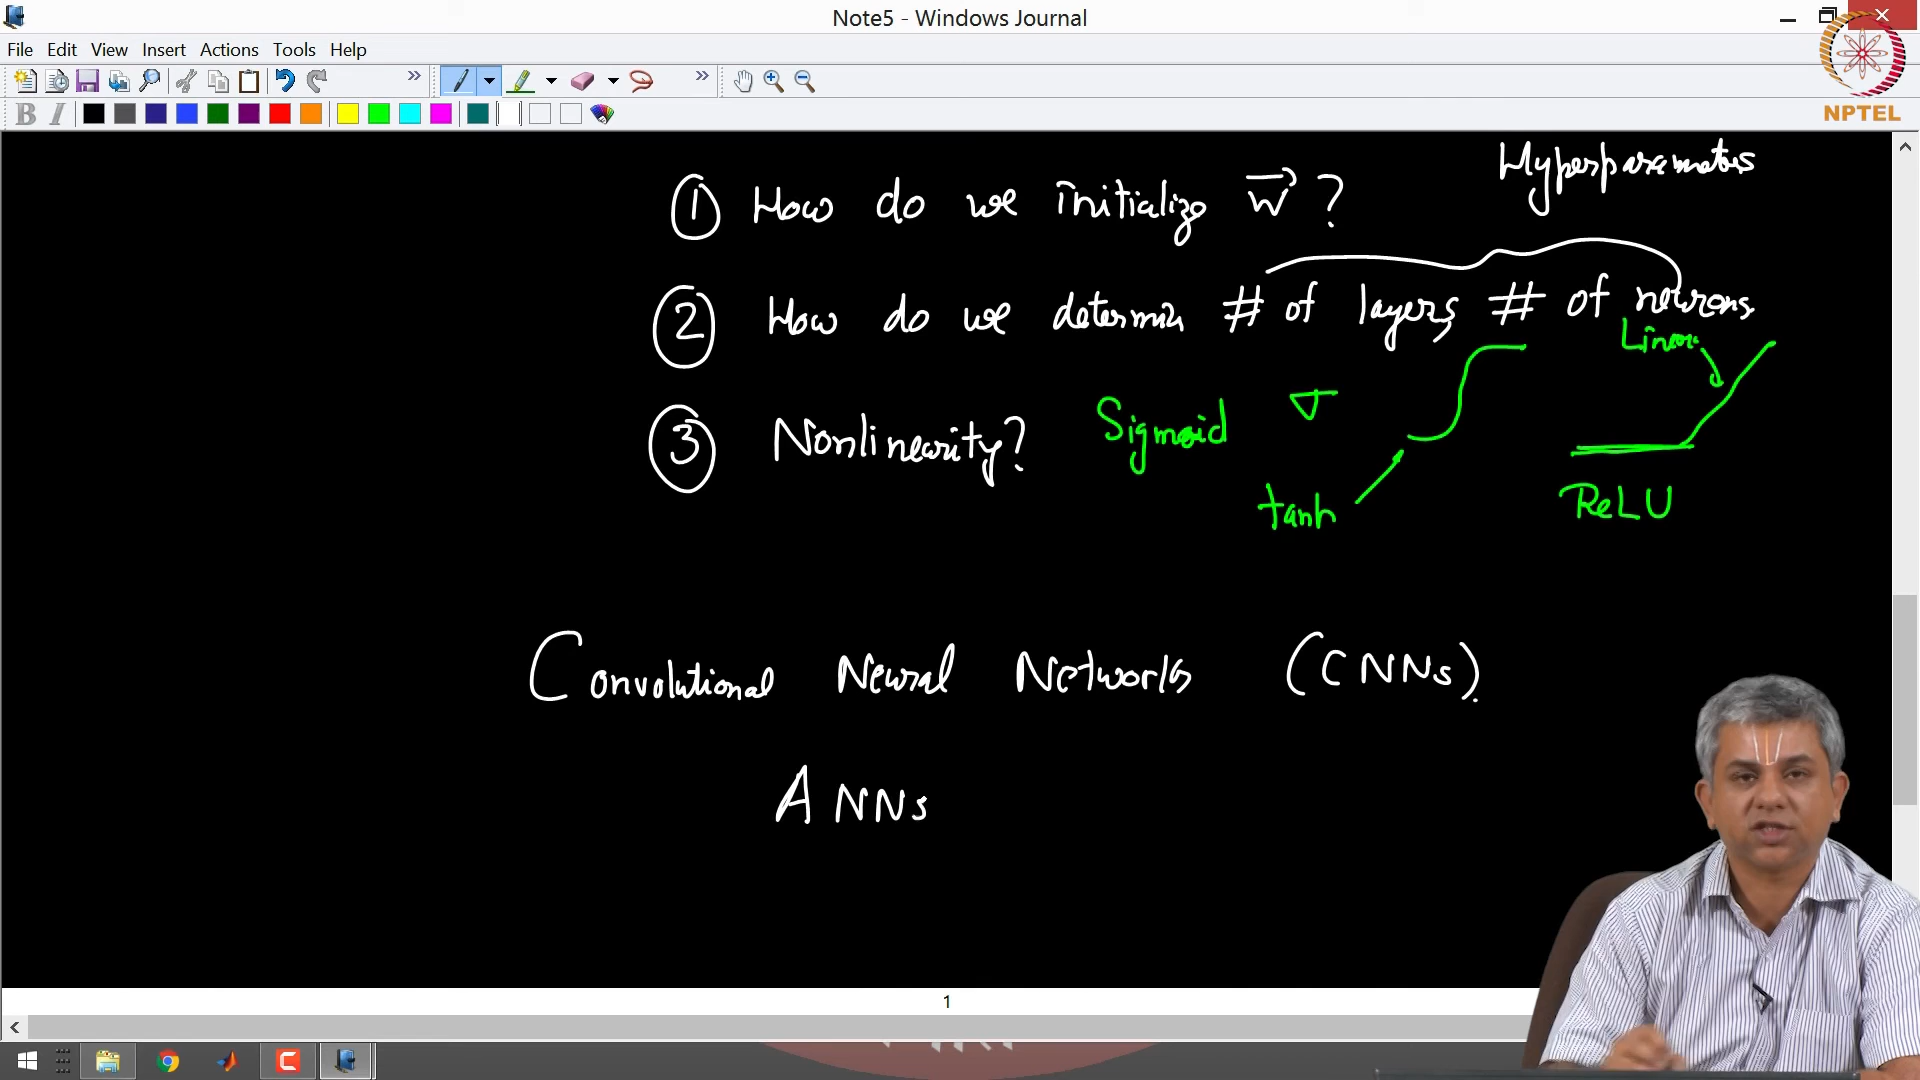 Note5 - Windows Journal
File Edit View Insert Actions Tools Help
B I
NPTEL
Hyperparameters
① How do we initialize w⃗ ?
② How do we determin # of layers, # of neurons
Linear
③ Nonlinearity? Sigmoid σ
tanh
ReLU
Convolutional Neural Networks (CNNs)
ANNs
1